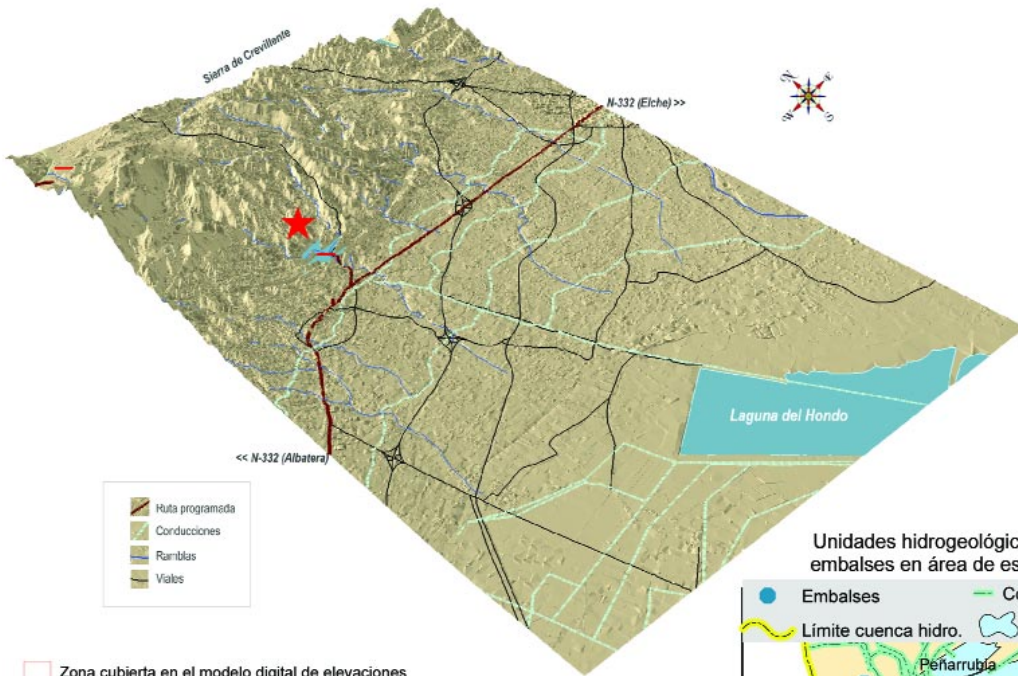 Sierra de Crevillente
N-332 (Elche) >>
Laguna del Hondo
<< N-332 (Albatera)
Ruta programada
Conducciones
Ramblas
Viales
Unidades hidrogeológic
embalses en área de es
Embalses
Co
Límite cuenca hidro.
Peñarrubia
Zona cubierta en el modelo digital de elevaciones